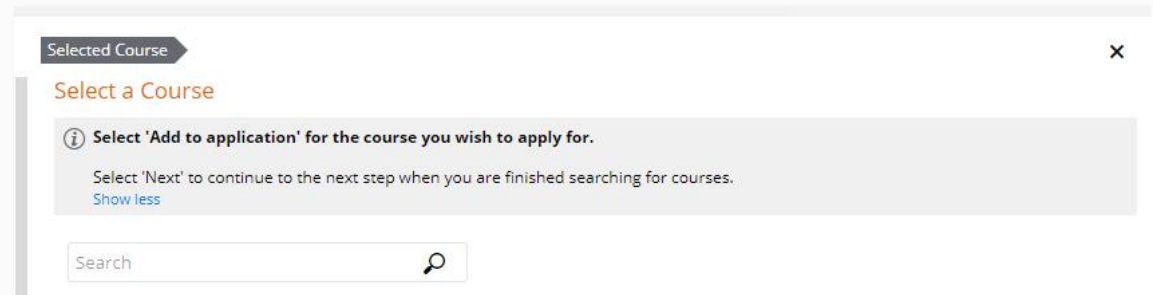 Selected Course
Select a Course
Select 'Add to application' for the course you wish to apply for.
Select 'Next' to continue to the next step when you are finished searching for courses.
Show less
Search